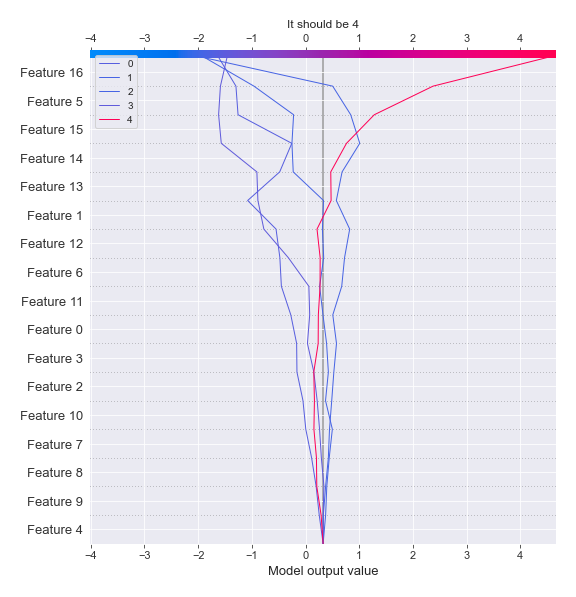 It should be 4
−4 −3 −2 −1 0 1 2 3 4
0
1
2
3
4
Feature 16
Feature 5
Feature 15
Feature 14
Feature 13
Feature 1
Feature 12
Feature 6
Feature 11
Feature 0
Feature 3
Feature 2
Feature 10
Feature 7
Feature 8
Feature 9
Feature 4
−4 −3 −2 −1 0 1 2 3 4
Model output value